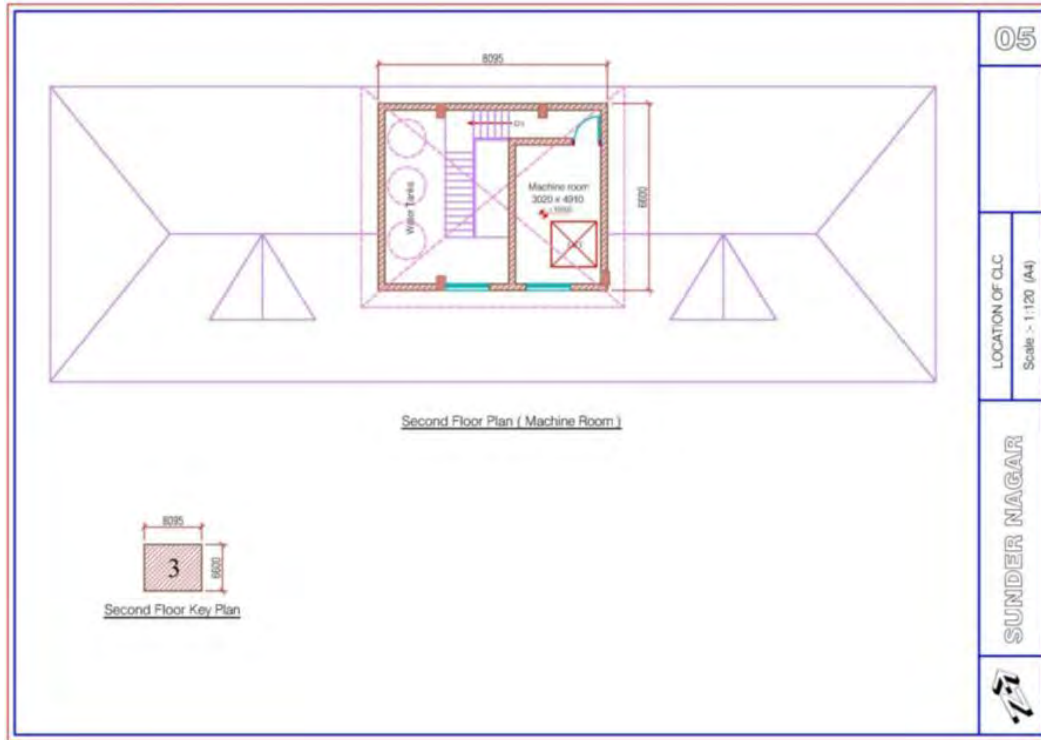 05
8095
6600
Water Tanks
DN
Machine room
3020 x 4910
Second Floor Plan ( Machine Room )
8095
6600
3
Second Floor Key Plan
LOCATION OF CLC
Scale :- 1:120 (A4)
SUNDER NAGAR